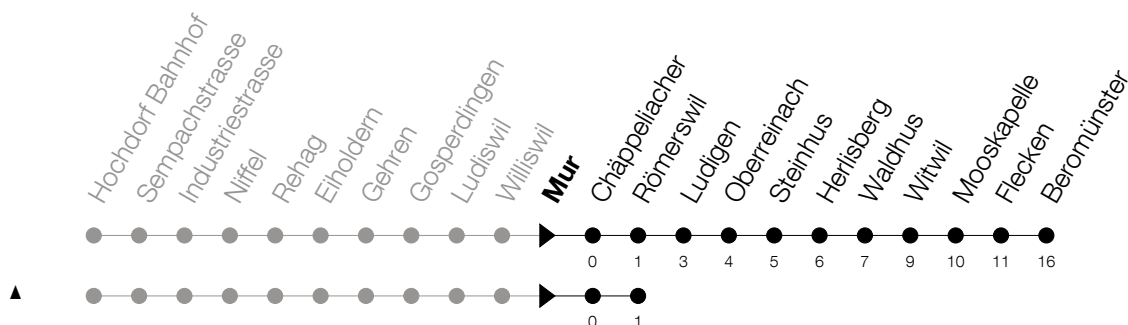 Hochdorf Bahnhof
Sempachstrasse
Industriestrasse
Niffel
Rehag
Eiholdern
Gehren
Gosperdingen
Ludiswil
Williswil
Mur
Chäppeliacher
Römerswil
Ludigen
Oberreinach
Steinhus
Herlisberg
Waldhus
Witwil
Mooskapelle
Flecken
Beromünster
0 1 3 4 5 6 7 9 10 11 16
0 1